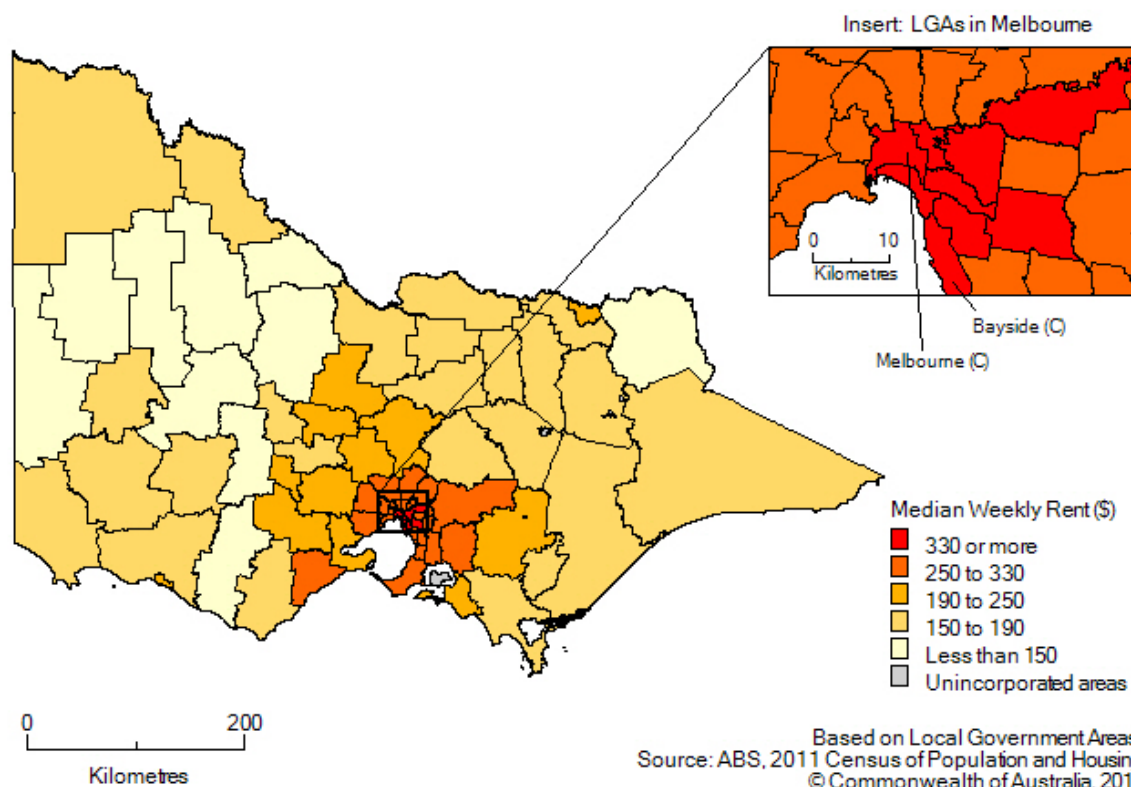 Insert: LGAs in Melbourne
0 10
Kilometres
Bayside (C)
Melbourne (C)
Median Weekly Rent ($)
330 or more
250 to 330
190 to 250
150 to 190
Less than 150
Unincorporated areas
0 200
Kilometres
Based on Local Government Areas
Source: ABS, 2011 Census of Population and Housin
© Commonwealth of Australia, 201